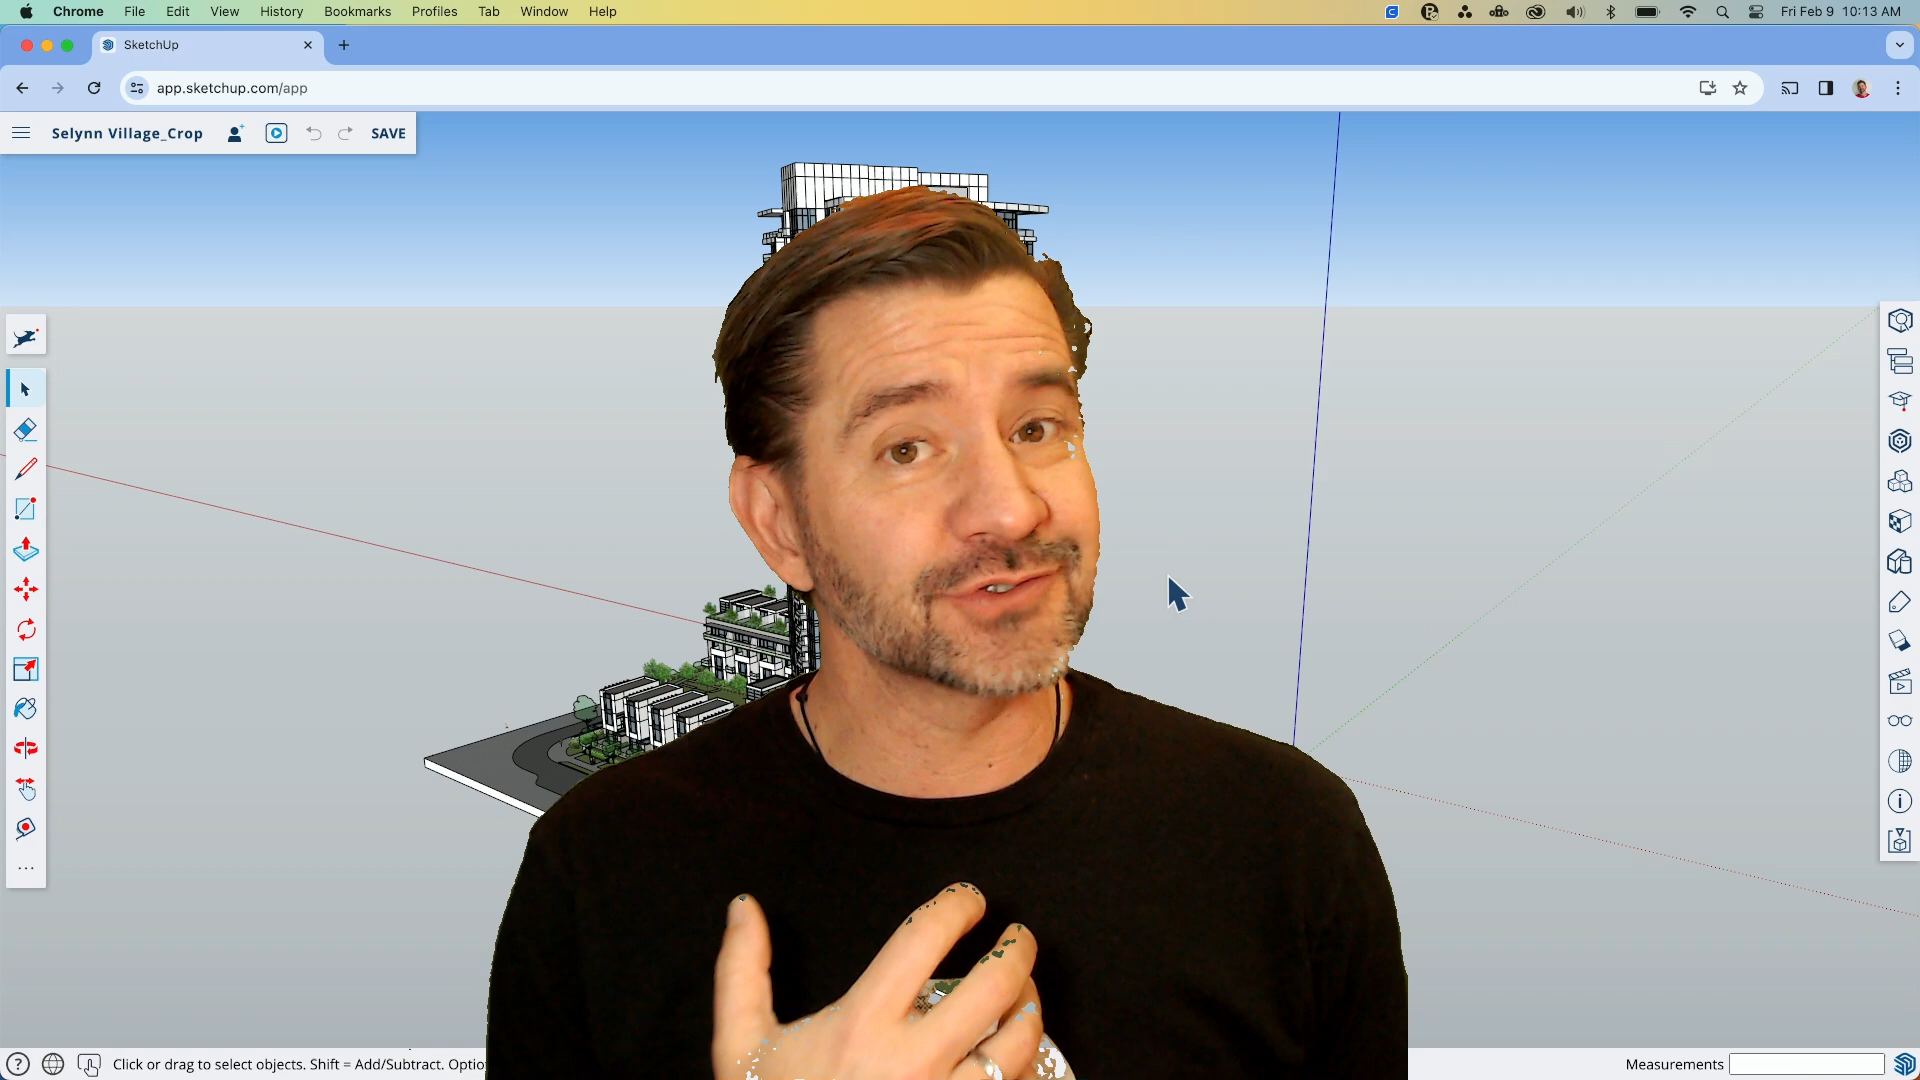 Chrome File Edit View History Bookmarks Profiles Tab Window Help Fri Feb 9 10:13 AM
SketchUp
app.sketchup.com/app
Selynn Village_Crop SAVE
Click or drag to select objects. Shift = Add/Subtract. Optio
Measurements